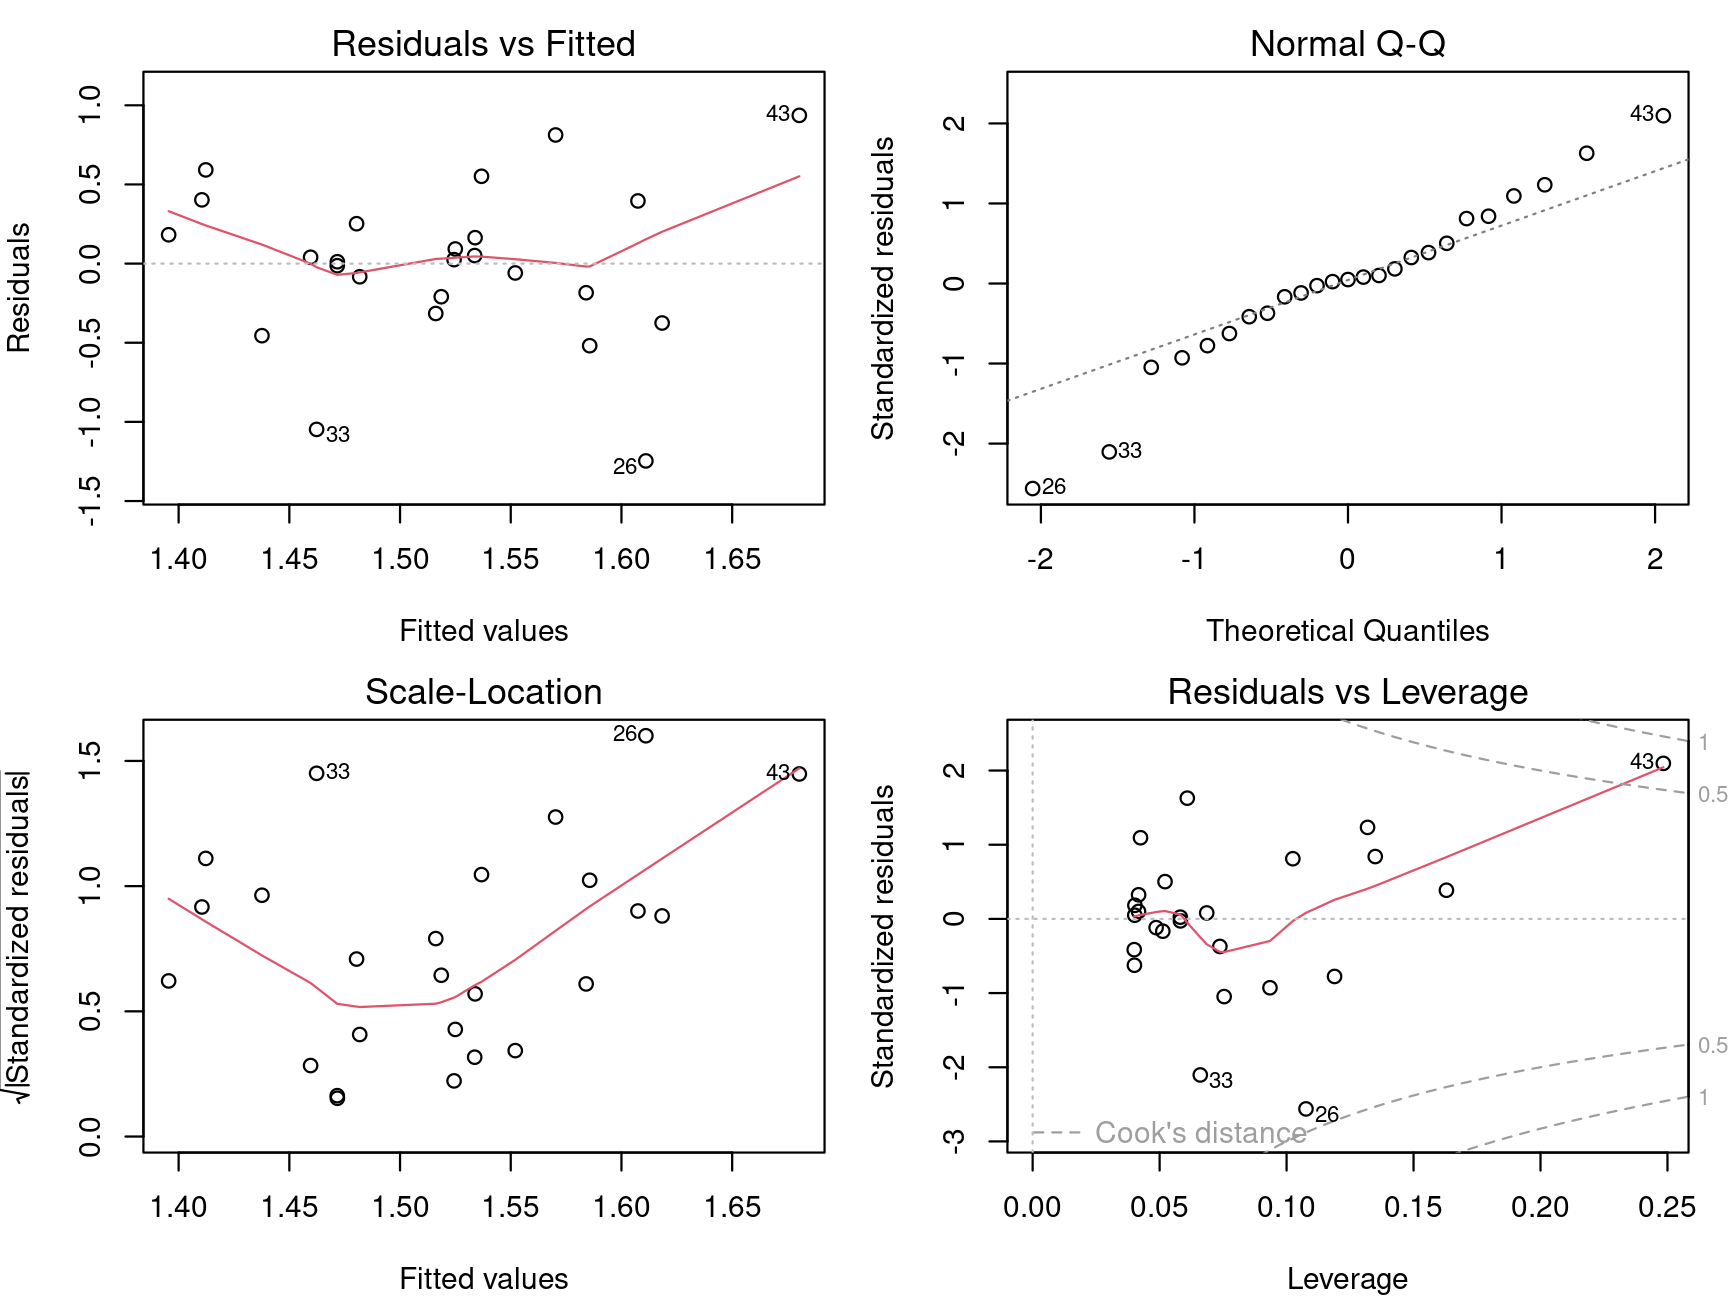 Residuals vs Fitted
Residuals
1.0
0.5
0.0
-0.5
-1.0
-1.5
43
33
26
1.40 1.45 1.50 1.55 1.60 1.65
Fitted values
Normal Q-Q
Standardized residuals
2
1
0
-1
-2
43
33
26
-2 -1 0 1 2
Theoretical Quantiles
Scale-Location
√|Standardized residuals|
1.5
1.0
0.5
0.0
26
33
43
1.40 1.45 1.50 1.55 1.60 1.65
Fitted values
Residuals vs Leverage
Standardized residuals
2
1
0
-1
-2
-3
1
43
0.5
0.5
33
1
26
Cook's distance
0.00 0.05 0.10 0.15 0.20 0.25
Leverage